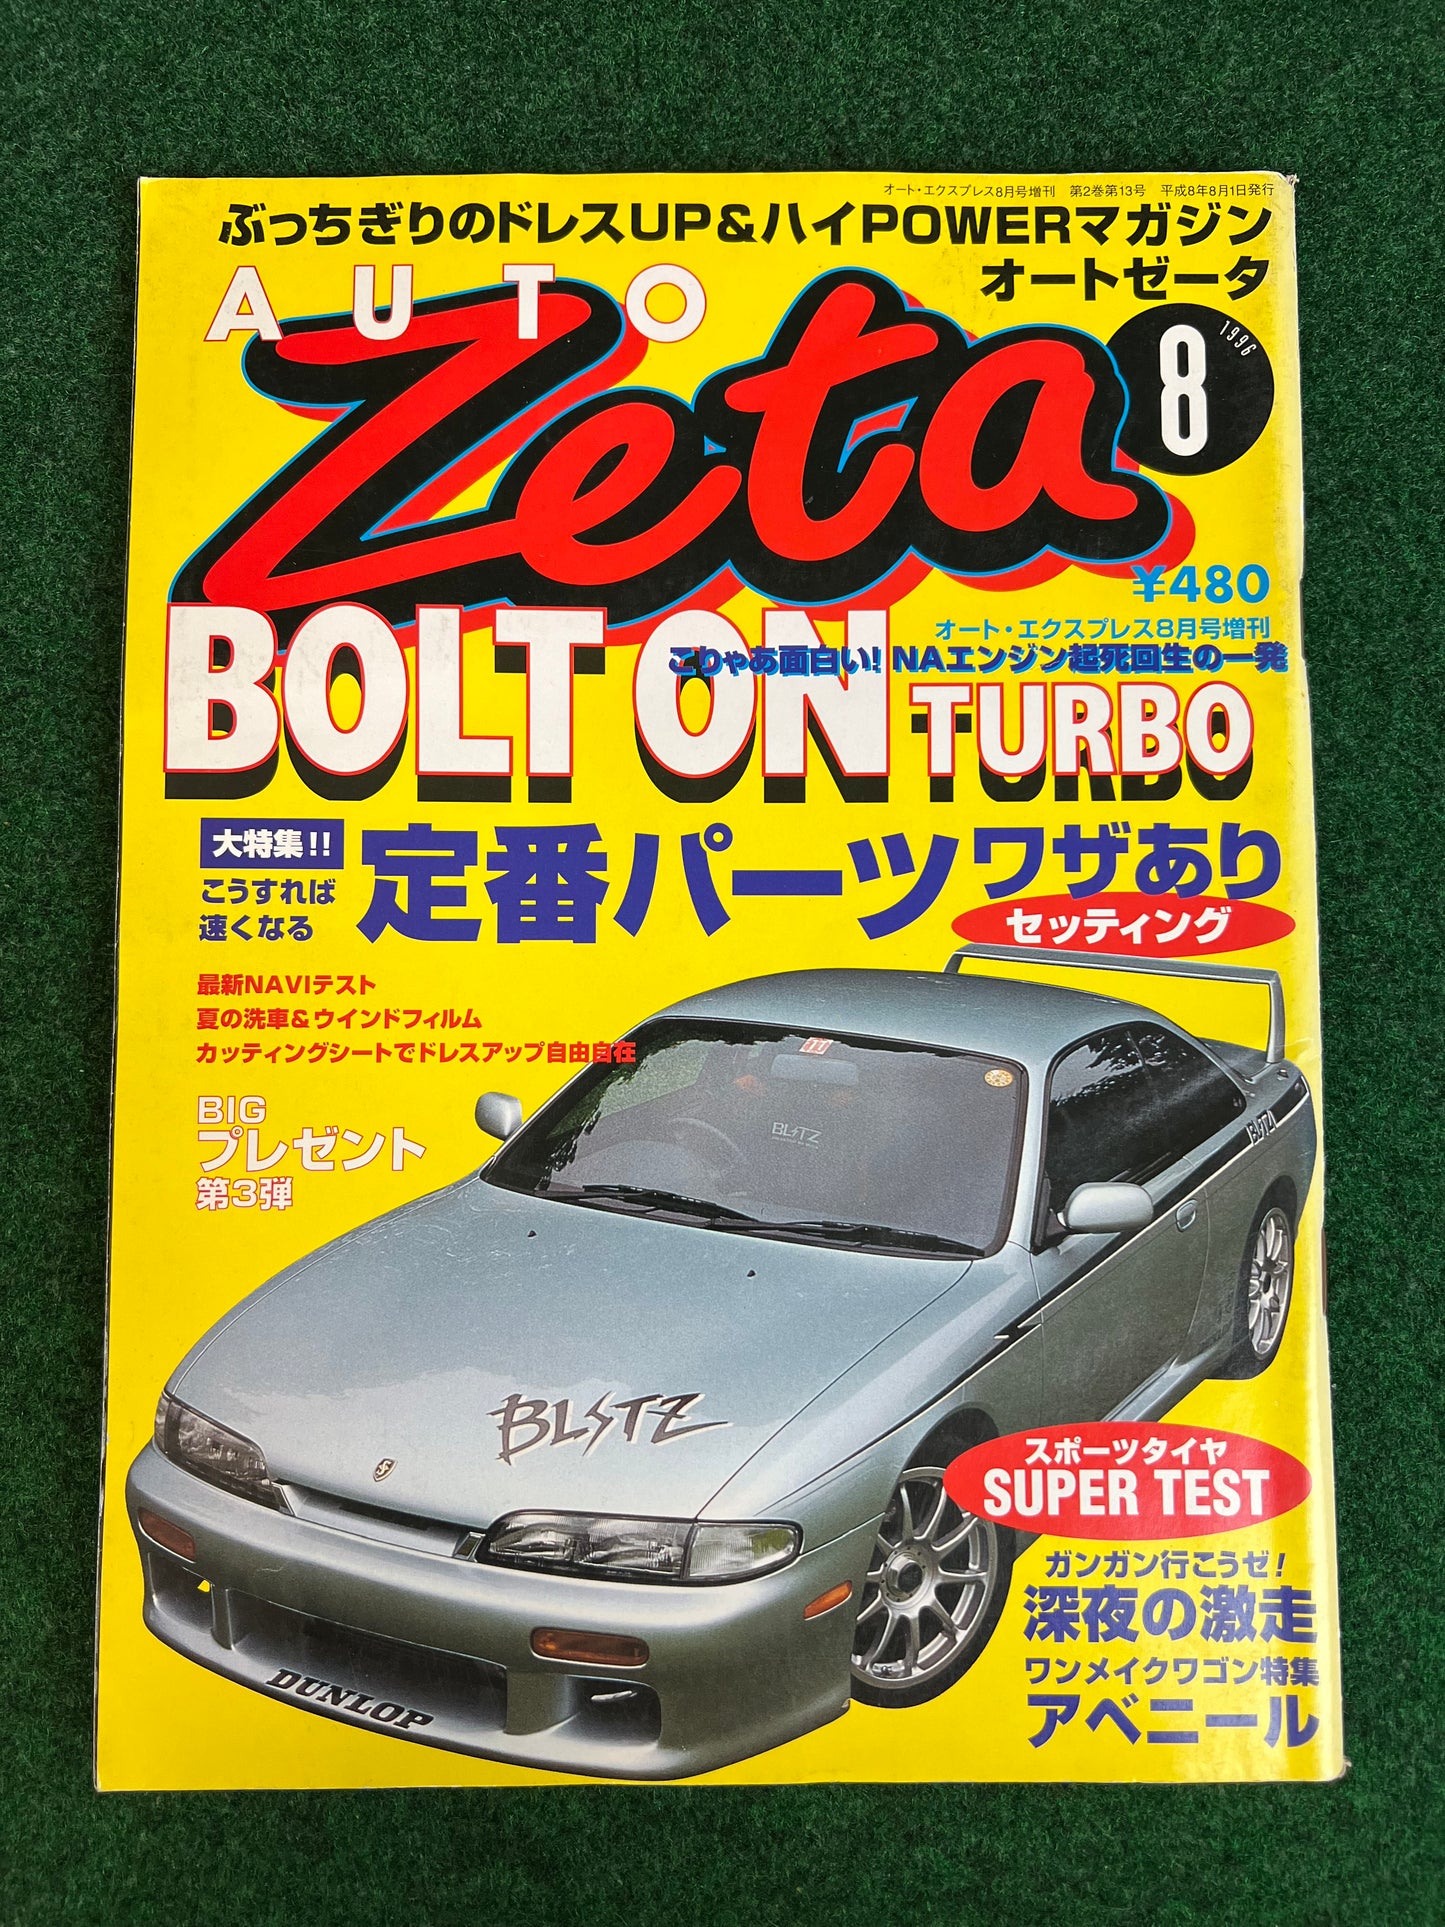 オート・エクスプレス8月号増刊 第2巻第13号 平成8年8月1日発行
ぶっちぎりのドレスUP&ハイPOWERマガジン
オートゼータ
AUTO
Zeta
1996
8
¥480
オート・エクスプレス8月号増刊
こりゃあ面白い! NAエンジン起死回生の一発
BOLT ON TURBO
大特集!!
こうすれば
速くなる
定番パーツワザあり
セッティング
最新NAVIテスト
夏の洗車&ウインドフィルム
カッティングシートでドレスアップ自由自在
BIG
プレゼント
第3弾
BLITZ
BLITZ
BLITZ
DUNLOP
スポーツタイヤ
SUPER TEST
ガンガン行こうゼ!
深夜の激走
ワンメイクワゴン特集
アベニール